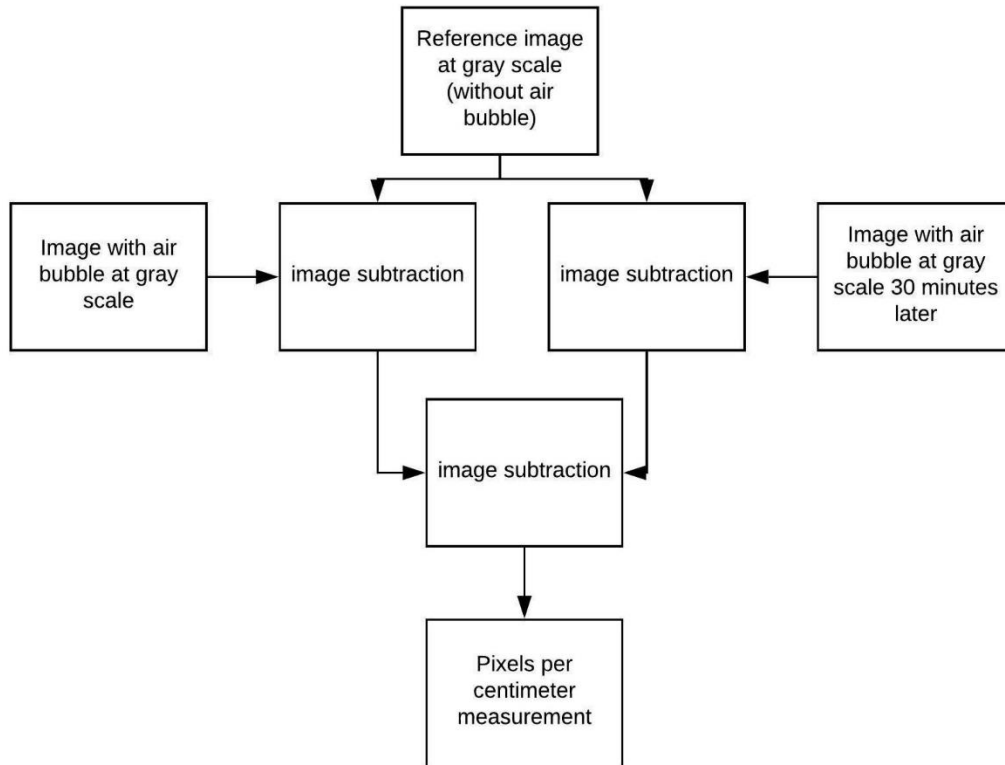 Reference image
at gray scale
(without air
bubble)
Image with air
bubble at gray
scale
image subtraction
image subtraction
Image with air
bubble at gray
scale 30 minutes
later
image subtraction
Pixels per
centimeter
measurement